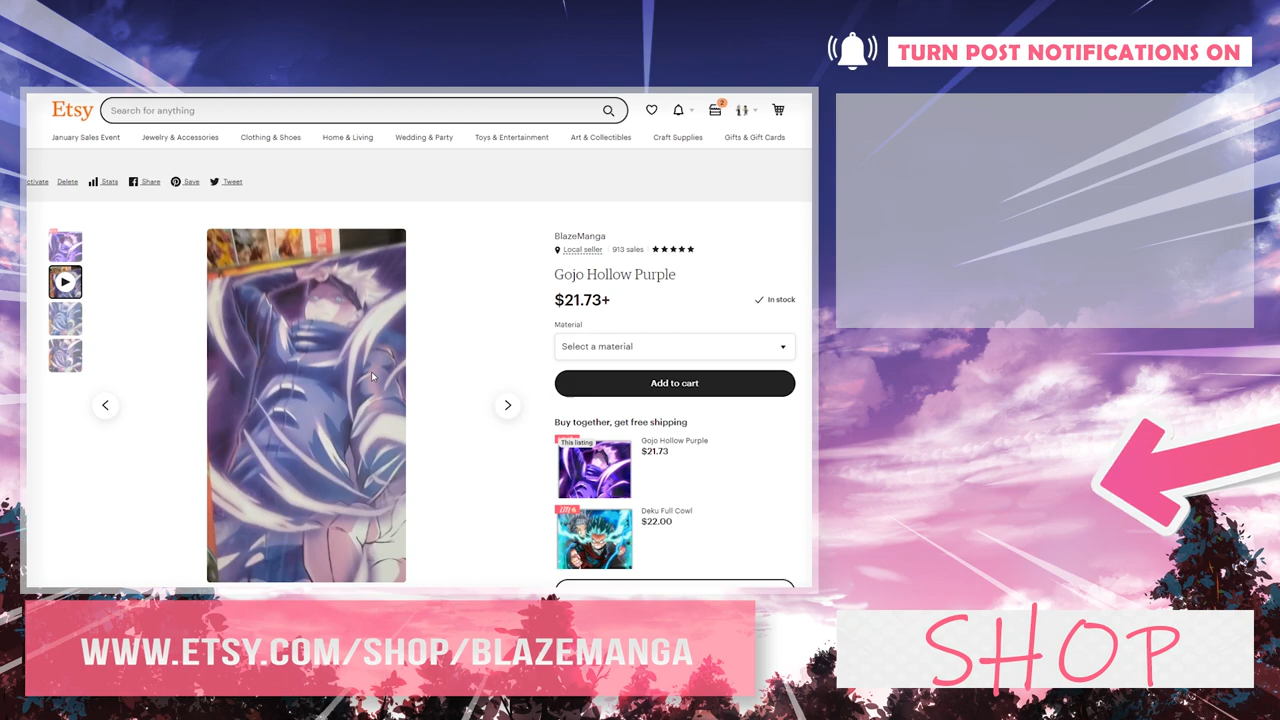 TURN POST NOTIFICATIONS ON
Etsy
Search for anything
2
January Sales Event
Jewelry & Accessories
Clothing & Shoes
Home & Living
Wedding & Party
Toys & Entertainment
Art & Collectibles
Craft Supplies
Gifts & Gift Cards
ctivate
Delete
Stats
Share
Save
Tweet
BlazeManga
Local seller
913 sales
Gojo Hollow Purple
$21.73+
In stock
Material
Select a material
Add to cart
Buy together, get free shipping
This listing
Gojo Hollow Purple
$21.73
Deku Full Cowl
$22.00
WWW.ETSY.COM/SHOP/BLAZEMANGA
SHOP